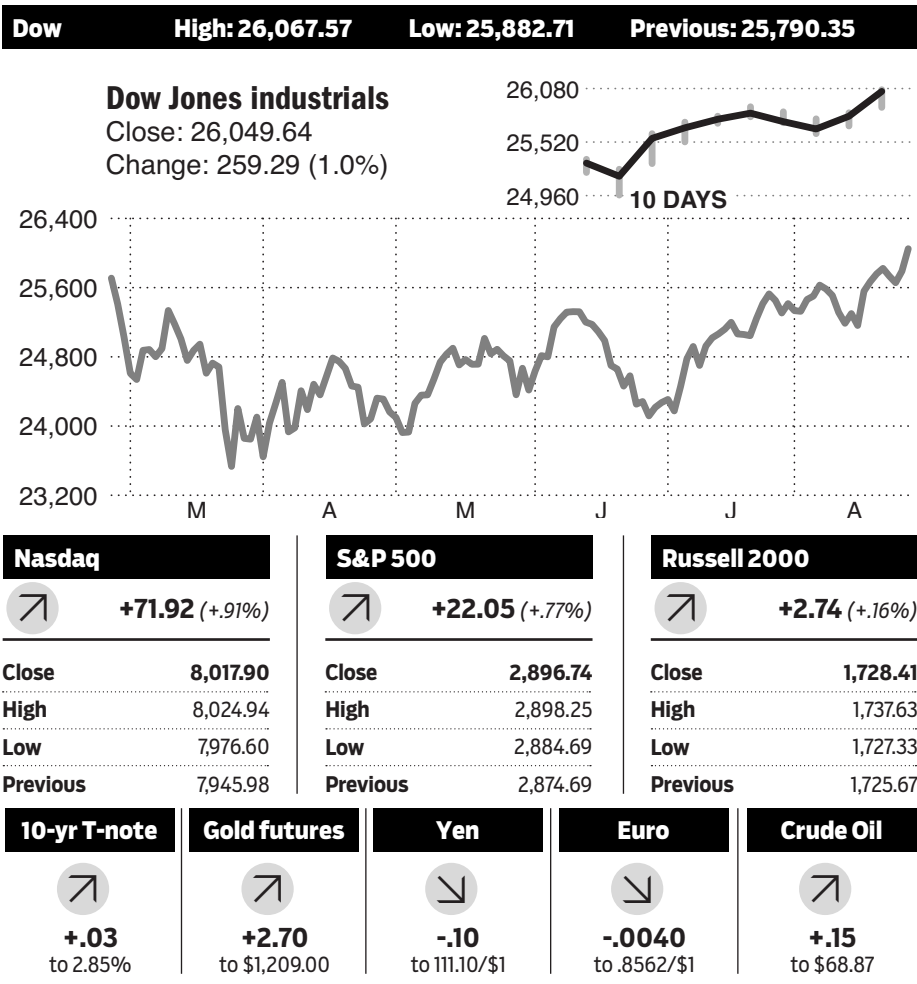 Dow High: 26,067.57 Low: 25,882.71 Previous: 25,790.35
Dow Jones industrials
Close: 26,049.64
Change: 259.29 (1.0%)
26,080
25,520
24,960 10 DAYS
26,400
25,600
24,800
24,000
23,200
M A M J J A
Nasdaq
+71.92 (+.91%)
Close 8,017.90
High 8,024.94
Low 7,976.60
Previous 7,945.98
S&P 500
+22.05 (+.77%)
Close 2,896.74
High 2,898.25
Low 2,884.69
Previous 2,874.69
Russell 2000
+2.74 (+.16%)
Close 1,728.41
High 1,737.63
Low 1,727.33
Previous 1,725.67
10-yr T-note
+.03
to 2.85%
Gold futures
+2.70
to $1,209.00
Yen
-.10
to 111.10/$1
Euro
-.0040
to .8562/$1
Crude Oil
+.15
to $68.87